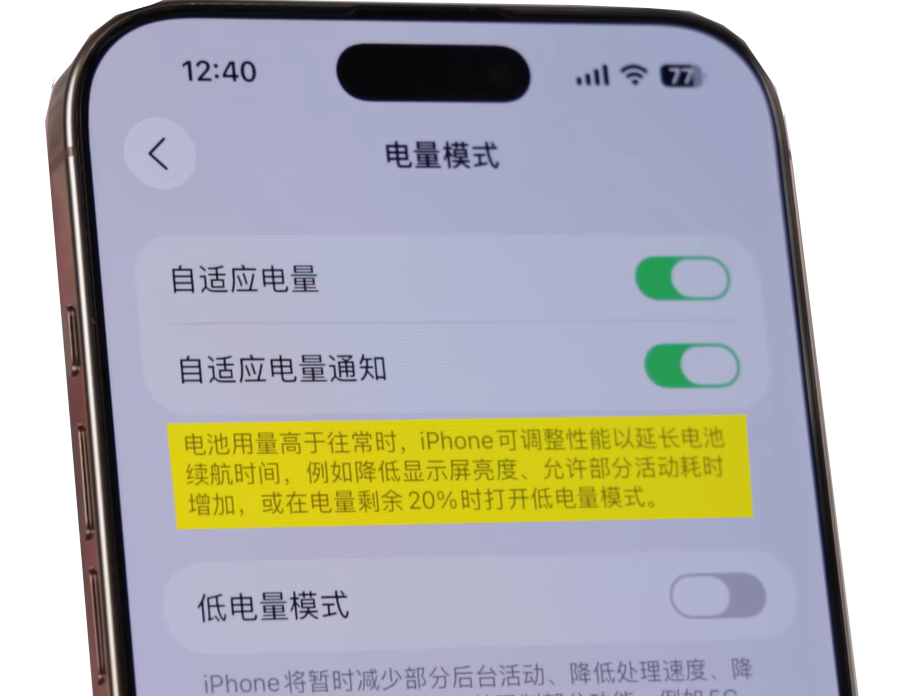 12:40
77
电量模式
自适应电量
自适应电量通知
电池用量高于往常时，iPhone可调整性能以延长电池
续航时间，例如降低显示屏亮度、允许部分活动耗时
增加，或在电量剩余20%时打开低电量模式。
低电量模式
iPhone将暂时减少部分后台活动、降低处理速度、降